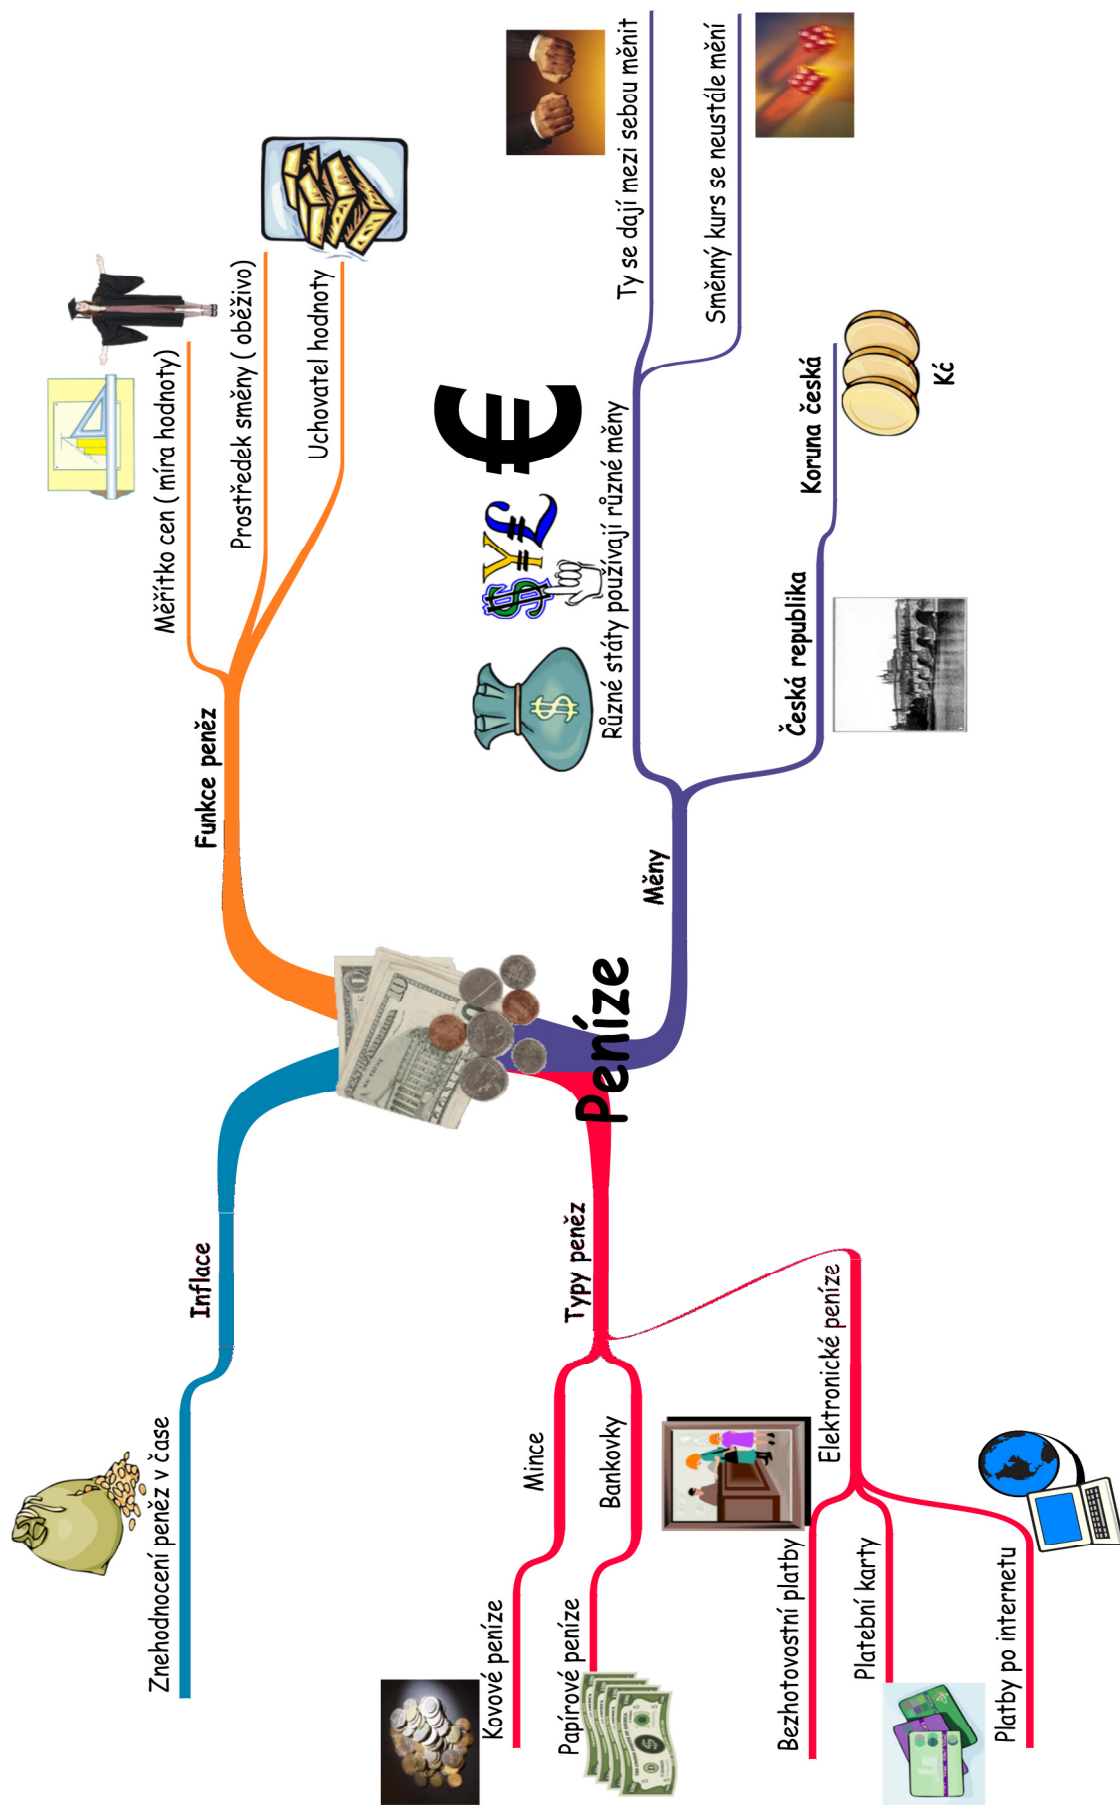 Peníze
Funkce peněz
Měřítko cen ( míra hodnoty)
Prostředek směny ( oběživo)
Uchovatel hodnoty
Měny
Různé státy používají různé měny
$¥£
€
$
Ty se dají mezi sebou měnit
Směnný kurs se neustále mění
Česká republika
Koruna česká
Kč
Typy peněz
Mince
Kovové peníze
Bankovky
Papírové peníze
Elektronické peníze
Bezhotovostní platby
Platební karty
Platby po internetu
Inflace
Znehodnocení peněz v čase